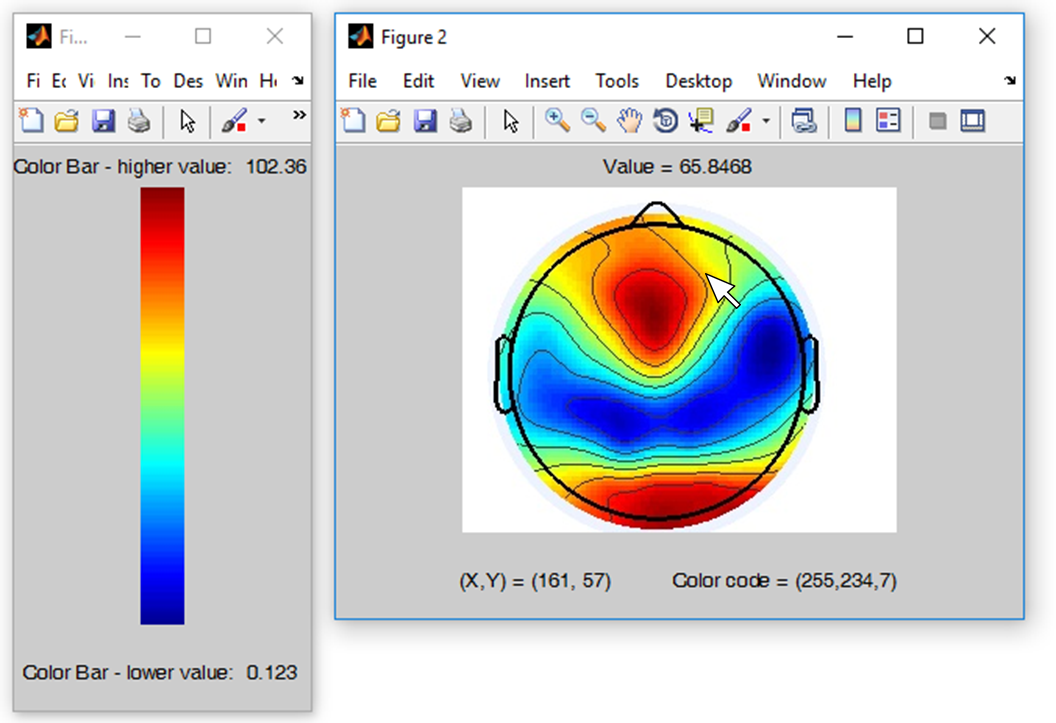 Fi...
Fi Ec Vi Ins To Des Win He
Color Bar - higher value: 102.36
Color Bar - lower value: 0.123
Figure 2
File Edit View Insert Tools Desktop Window Help
Value = 65.8468
(X,Y) = (161, 57) Color code = (255,234,7)